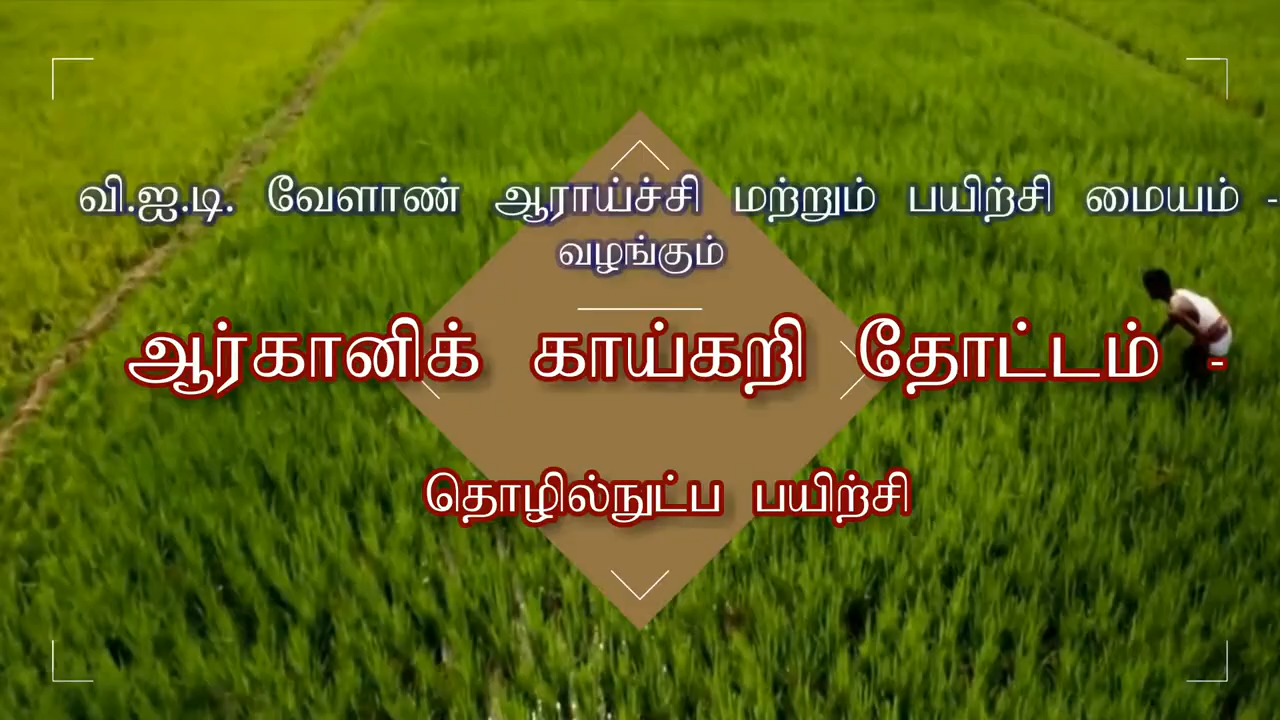 வி.ஐ.டி. வேளாண் ஆராய்ச்சி மற்றும் பயிற்சி மையம் -
வழங்கும்
ஆர்கானிக் காய்கறி தோட்டம் -
தொழில்நுட்ப பயிற்சி